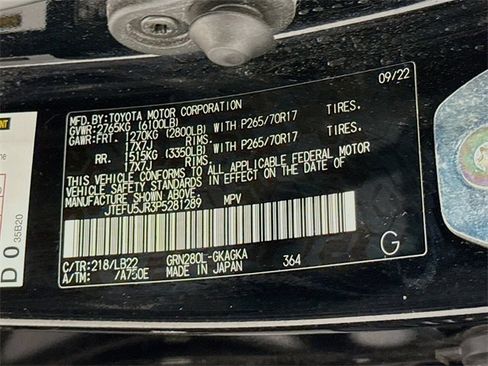 09/22
MFD. BY: TOYOTA MOTOR CORPORATION
GVWR: 2765KG (6100LB)
GAWR: FRT. 1270KG (2800LB) WITH P265/70R17 TIRES.
17X7J RIMS.
RR. 1515KG (3350LB) WITH P265/70R17 TIRES.
17X7J RIMS.
THIS VEHICLE CONFORMS TO ALL APPLICABLE FEDERAL MOTOR
VEHICLE SAFETY STANDARDS IN EFFECT ON THE DATE OF
MANUFACTURE SHOWN ABOVE.
JTEFU5JR3P5281289 MPV
C/TR: 218/LB22 GRN280L-GKAGKA 364
A/TM: /A750E MADE IN JAPAN
G
D 0
35B20